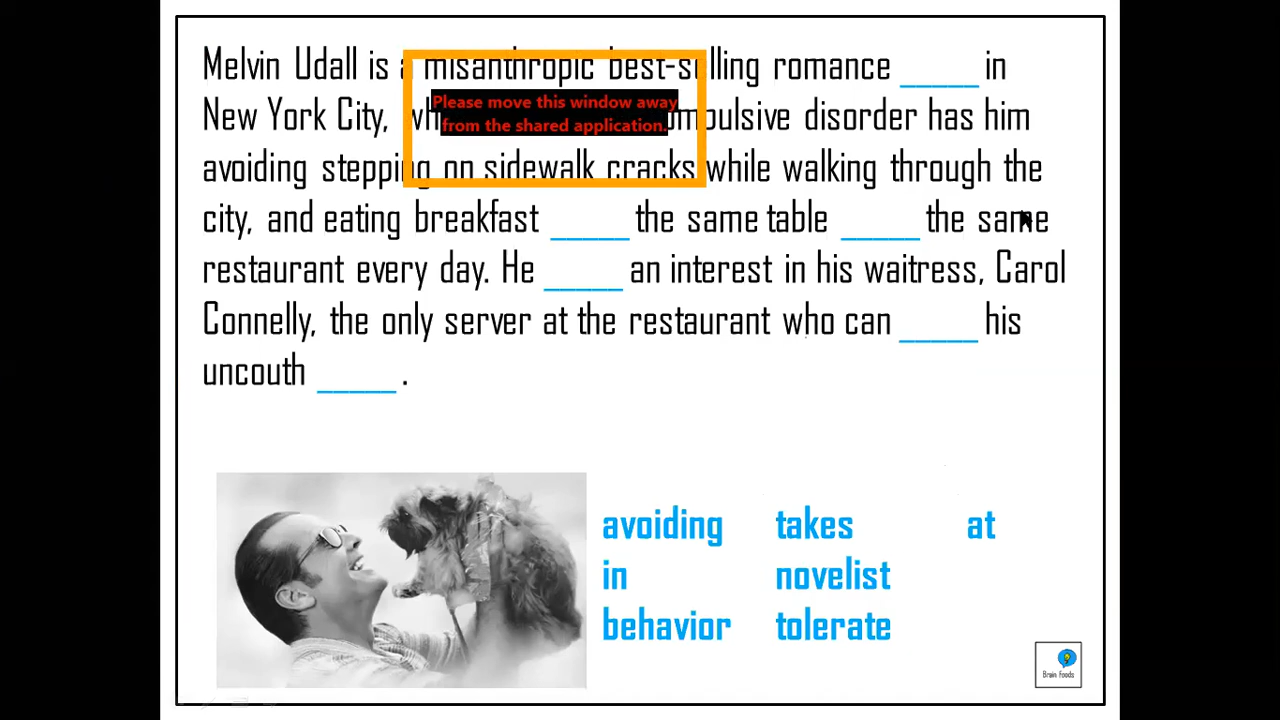 Melvin Udall is a misanthropic best-selling romance _____ in
New York City, disorder has him
avoiding stepping on sidewalk cracks while walking through the
city, and eating breakfast _____ the same table _____ the same
restaurant every day. He _____ an interest in his waitress, Carol
Connelly, the only server at the restaurant who can _____ his
uncouth _____ .
Please move this window away
from the shared application.
avoiding takes at
in novelist
behavior tolerate
Brain Foods